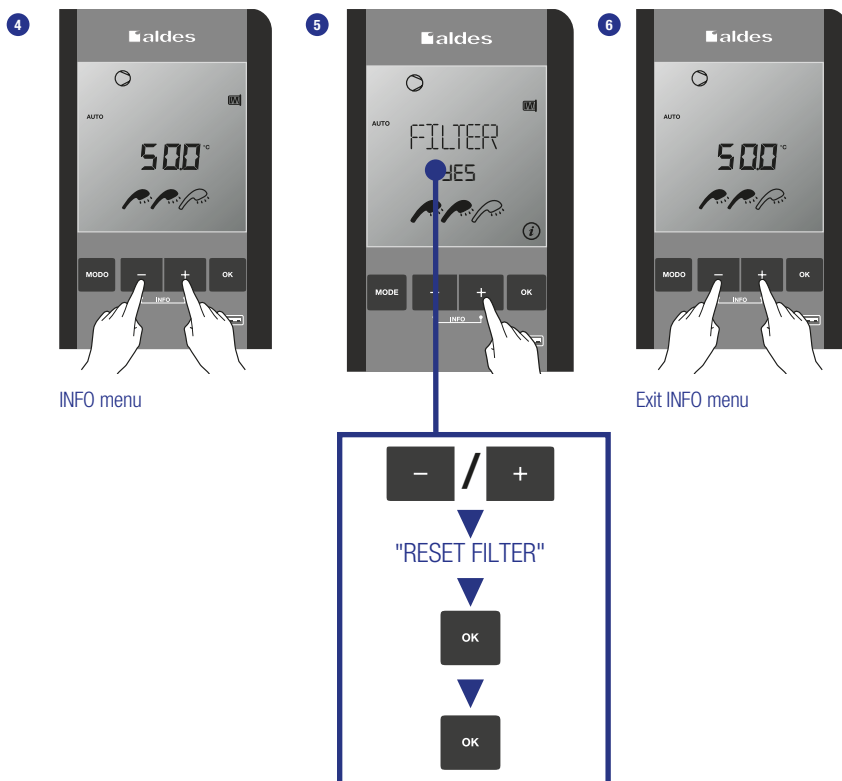 4
aldes
AUTO
50.0 °C
MODO
−
+
OK
INFO
INFO menu
5
aldes
AUTO
FILTER
YES
i
MODE
+
OK
INFO
− / +
"RESET FILTER"
OK
OK
6
aldes
AUTO
50.0 °C
MODO
−
+
OK
INFO
Exit INFO menu